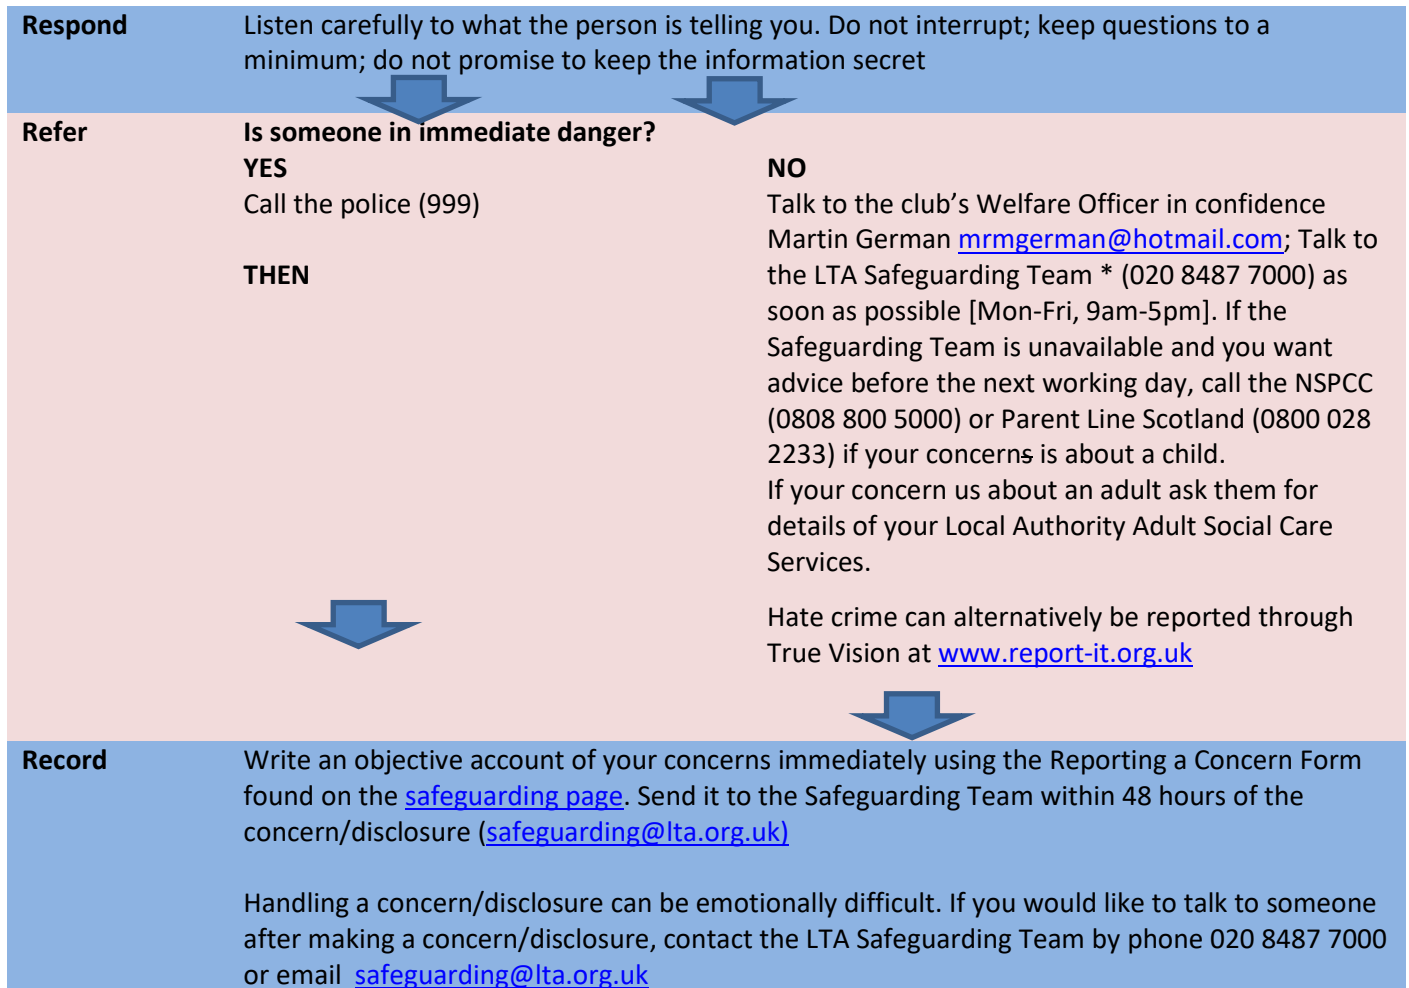 Respond
Listen carefully to what the person is telling you. Do not interrupt; keep questions to a
minimum; do not promise to keep the information secret
Refer
Is someone in immediate danger?
YES
Call the police (999)
THEN
NO
Talk to the club’s Welfare Officer in confidence
Martin German mrmgerman@hotmail.com; Talk to
the LTA Safeguarding Team * (020 8487 7000) as
soon as possible [Mon-Fri, 9am-5pm]. If the
Safeguarding Team is unavailable and you want
advice before the next working day, call the NSPCC
(0808 800 5000) or Parent Line Scotland (0800 028
2233) if your concerns is about a child.
If your concern us about an adult ask them for
details of your Local Authority Adult Social Care
Services.
Hate crime can alternatively be reported through
True Vision at www.report-it.org.uk
Record
Write an objective account of your concerns immediately using the Reporting a Concern Form
found on the safeguarding page. Send it to the Safeguarding Team within 48 hours of the
concern/disclosure (safeguarding@lta.org.uk)
Handling a concern/disclosure can be emotionally difficult. If you would like to talk to someone
after making a concern/disclosure, contact the LTA Safeguarding Team by phone 020 8487 7000
or email safeguarding@lta.org.uk